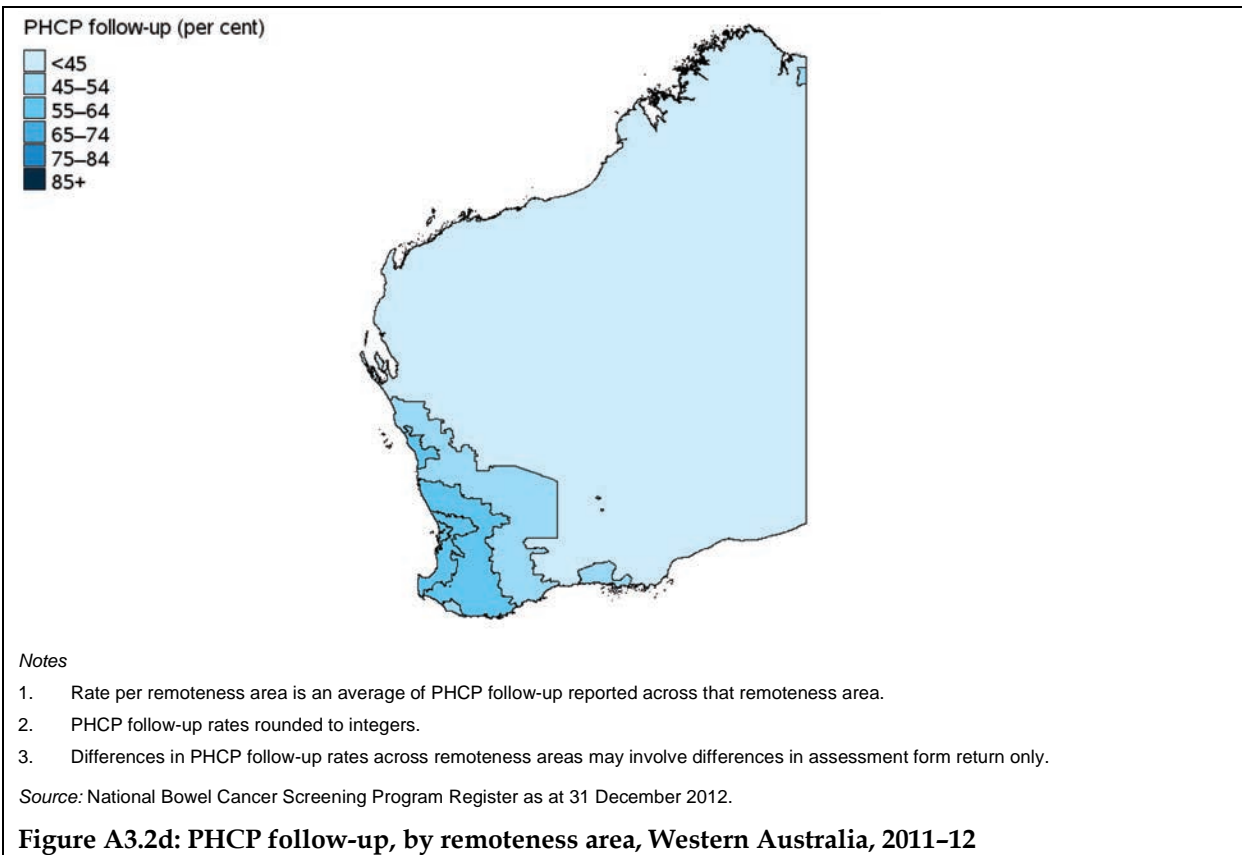 PHCP follow-up (per cent)
<45
45–54
55–64
65–74
75–84
85+
Notes
1. Rate per remoteness area is an average of PHCP follow-up reported across that remoteness area.
2. PHCP follow-up rates rounded to integers.
3. Differences in PHCP follow-up rates across remoteness areas may involve differences in assessment form return only.
Source: National Bowel Cancer Screening Program Register as at 31 December 2012.
Figure A3.2d: PHCP follow-up, by remoteness area, Western Australia, 2011–12